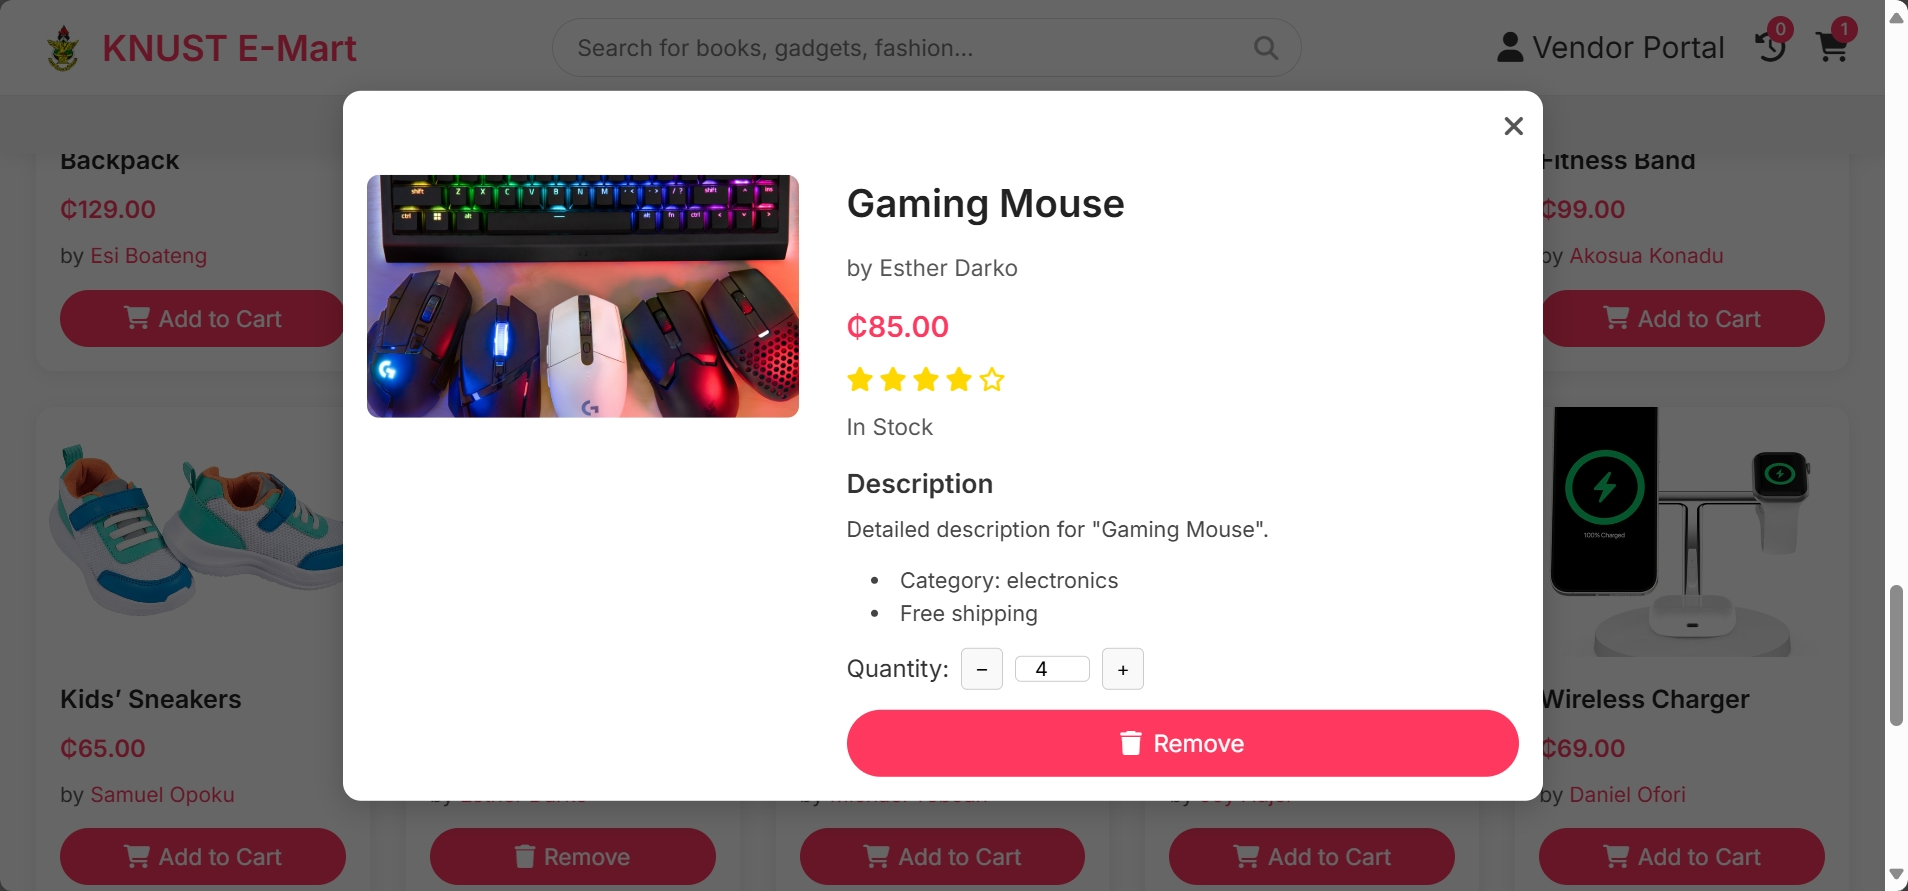 KNUST E-Mart
Search for books, gadgets, fashion...
Vendor Portal
0
1
Backpack
₵129.00
by Esi Boateng
Add to Cart
Fitness Band
₵99.00
by Akosua Konadu
Add to Cart
Gaming Mouse
by Esther Darko
₵85.00
In Stock
Description
Detailed description for "Gaming Mouse".
• Category: electronics
• Free shipping
Quantity: − 4 +
Remove
100% Charged
Kids’ Sneakers
₵65.00
by Samuel Opoku
Add to Cart
Remove
Add to Cart
Add to Cart
Wireless Charger
₵69.00
by Daniel Ofori
Add to Cart